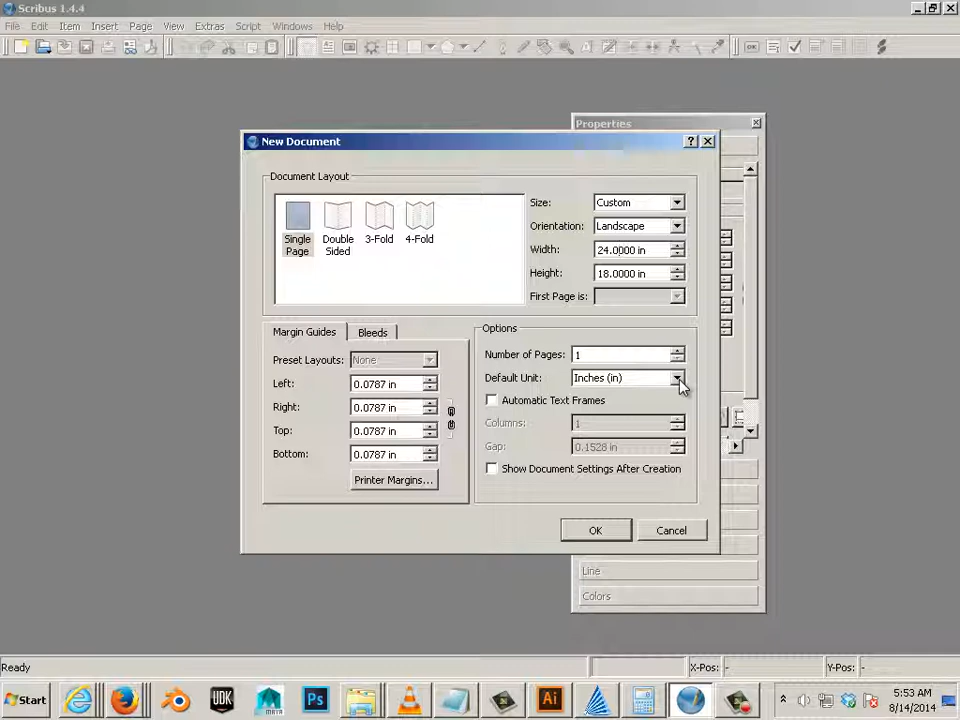 Scribus 1.4.4
File Edit Item Insert Page View Extras Script Windows Help
Properties
New Document
Document Layout
Single Page
Double Sided
3-Fold
4-Fold
Size: Custom
Orientation: Landscape
Width: 24.0000 in
Height: 18.0000 in
First Page is:
Margin Guides
Bleeds
Preset Layouts: None
Left: 0.0787 in
Right: 0.0787 in
Top: 0.0787 in
Bottom: 0.0787 in
Printer Margins...
Options
Number of Pages: 1
Default Unit: Inches (in)
Automatic Text Frames
Columns: 1
Gap: 0.1528 in
Show Document Settings After Creation
OK
Cancel
Line
Colors
Ready
X-Pos: -
Y-Pos: -
Start
UDK
MAYA
Ps
Ai
5:53 AM
8/14/2014